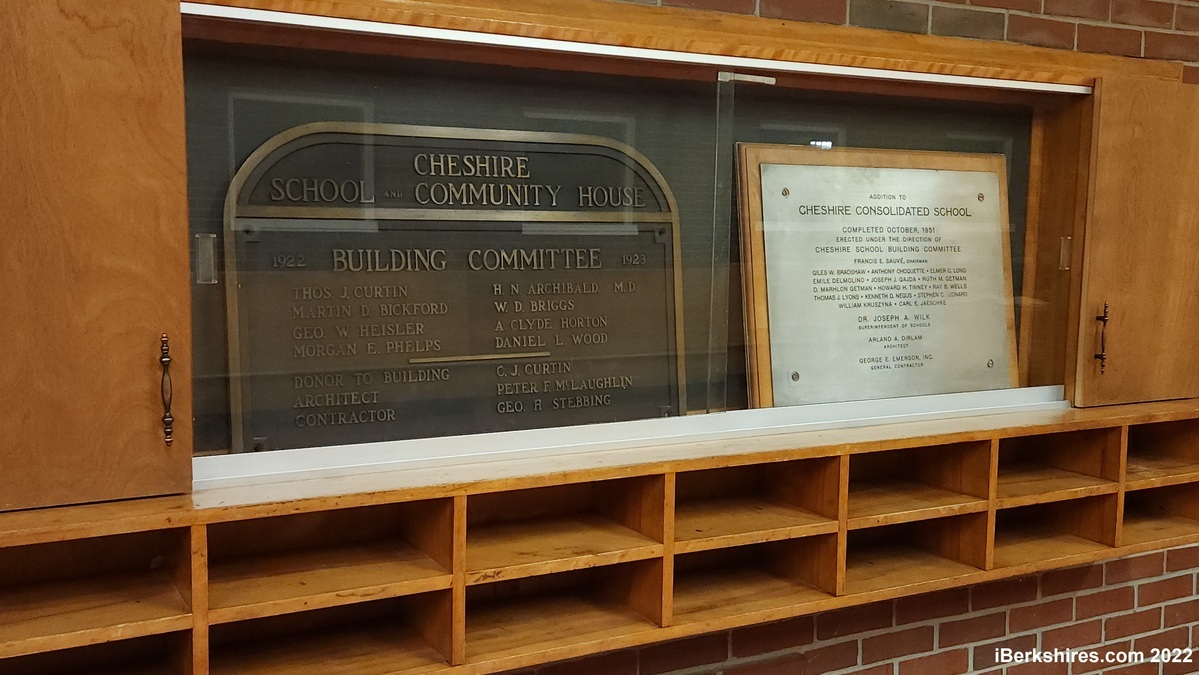 CHESHIRE
SCHOOL AND COMMUNITY HOUSE
1922 BUILDING COMMITTEE 1923
THOS. J. CURTIN
MARTIN D. BICKFORD
GEO. W. HEISLER
MORGAN E. PHELPS
H. N. ARCHIBALD M.D
W. D. BRIGGS
A. CLYDE HORTON
DANIEL L. WOOD
DONOR TO BUILDING C. J. CURTIN
ARCHITECT PETER F. McLAUGHLIN
CONTRACTOR GEO. H STEBBING
ADDITION TO
CHESHIRE CONSOLIDATED SCHOOL
COMPLETED OCTOBER, 1951
ERECTED UNDER THE DIRECTION OF
CHESHIRE SCHOOL BUILDING COMMITTEE
FRANCIS E. SAUVÉ, CHAIRMAN
GILES W. BRADSHAW • ANTHONY CHOQUETTE • ELMER C. LONG
EMILE DELMOLINO • JOSEPH J. GAJDA • RUTH M. GETMAN
D. MARHLON GETMAN • HOWARD H. TINNEY • RAY B. WELLS
THOMAS J. LYONS • KENNETH D. NEGUS • STEPHEN C. LEONARD
WILLIAM KRUSZYNA • CARL E. JAESCHKE
DR. JOSEPH A. WILK
SUPERINTENDENT OF SCHOOLS
ARLAND A. DIRLAM
ARCHITECT
GEORGE E. EMERSON, INC.
GENERAL CONTRACTOR
iBerkshires.com 2022